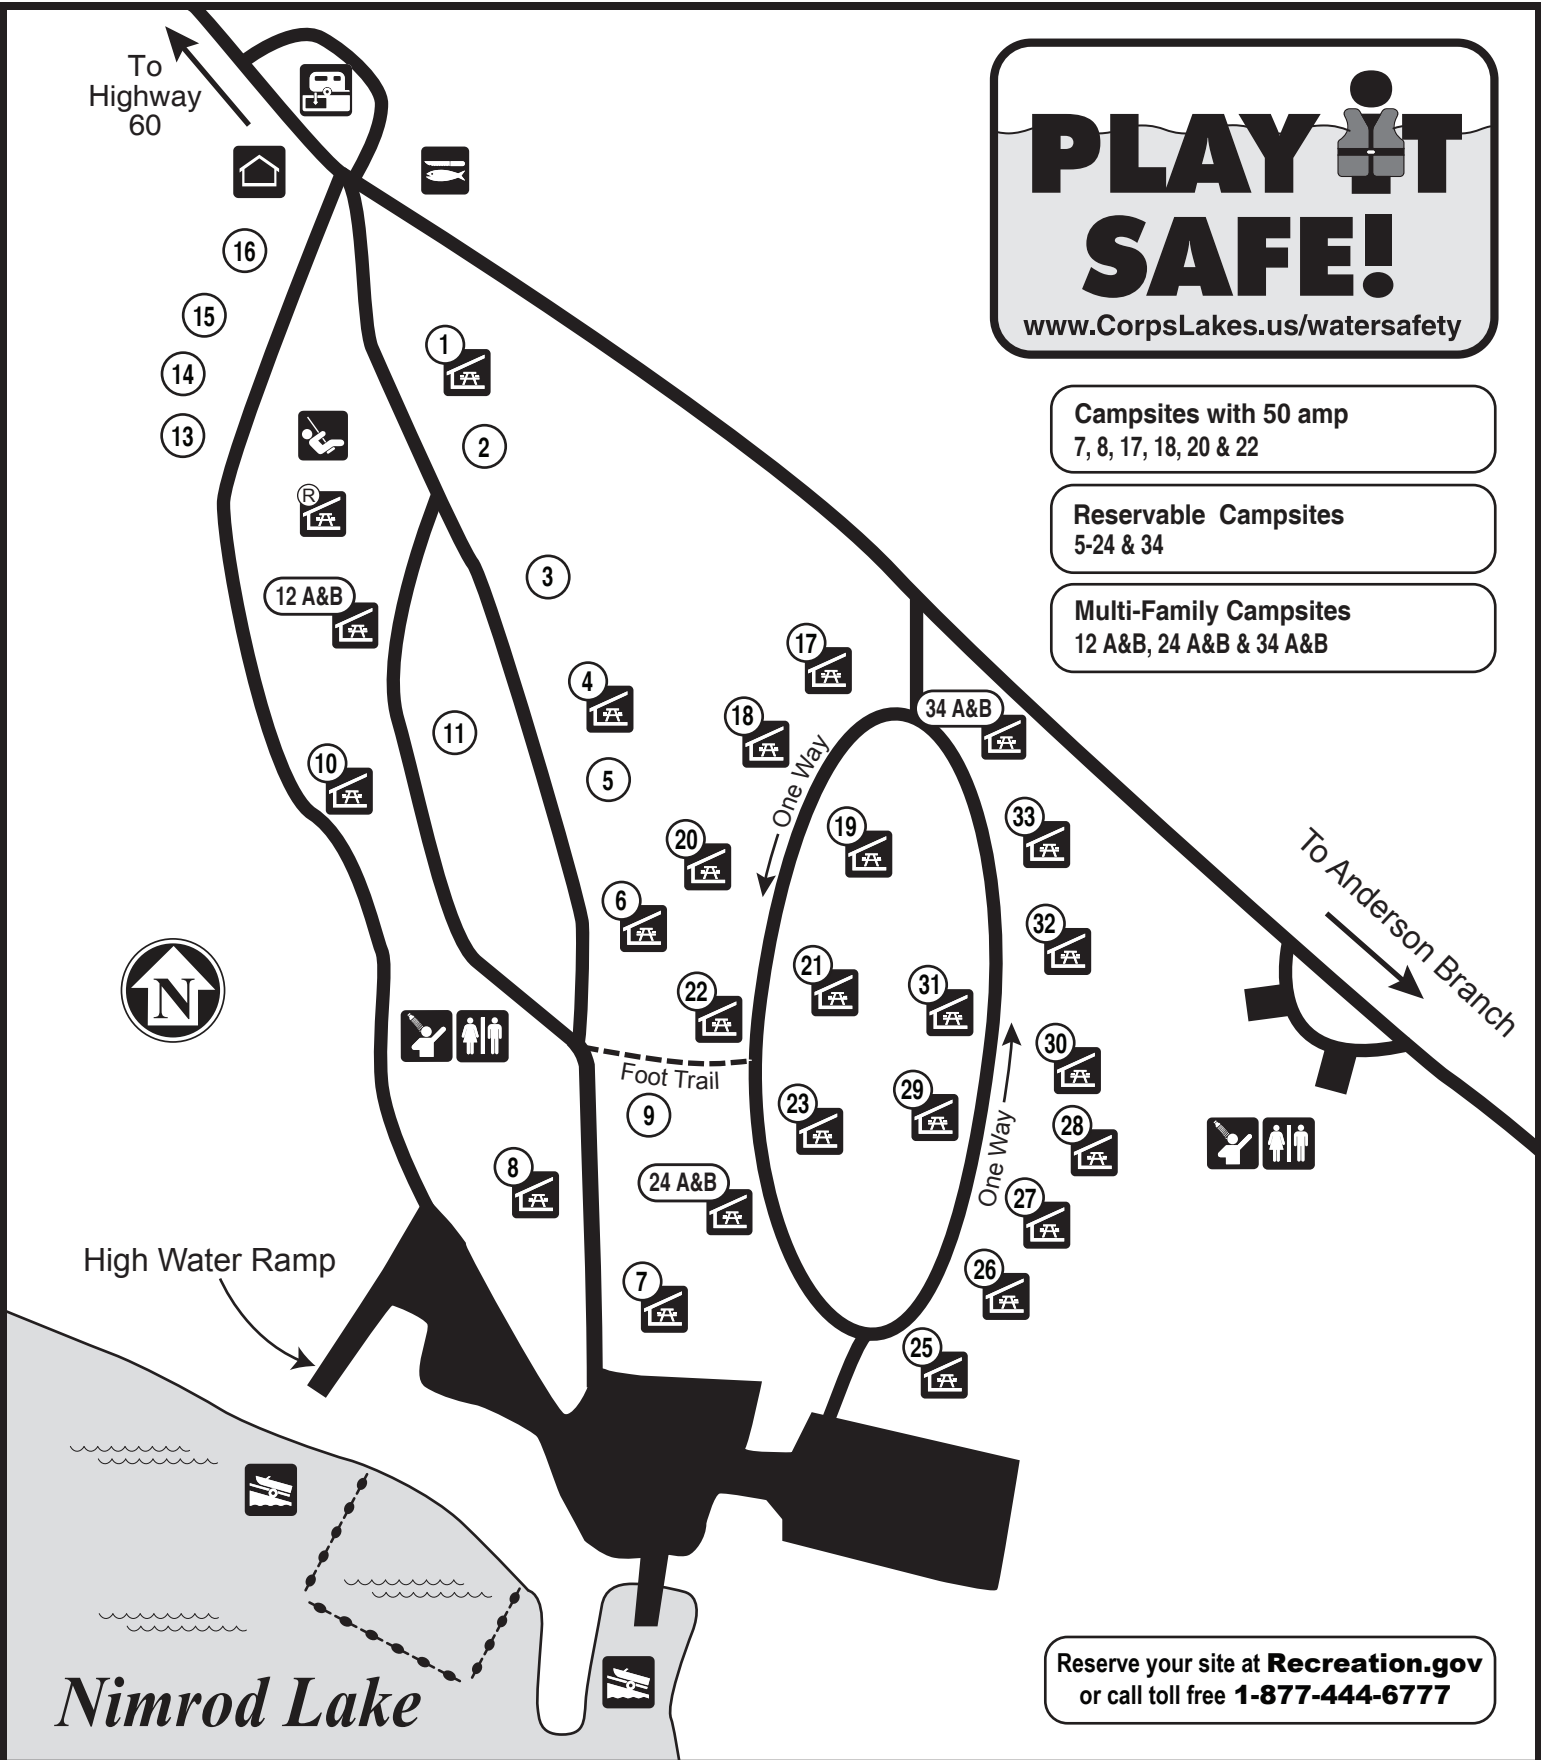 To
Highway
60
PLAY IT
SAFE!
www.CorpsLakes.us/watersafety
Campsites with 50 amp
7, 8, 17, 18, 20 & 22
Reservable Campsites
5-24 & 34
Multi-Family Campsites
12 A&B, 24 A&B & 34 A&B
16
15
14
13
1
2
R
3
12 A&B
17
4
18
34 A&B
11
One Way
5
10
19
33
20
To Anderson Branch
6
32
21
22
31
N
30
Foot Trail
29
23
9
28
One Way
8
24 A&B
27
High Water Ramp
26
7
25
Nimrod Lake
Reserve your site at Recreation.gov
or call toll free 1-877-444-6777